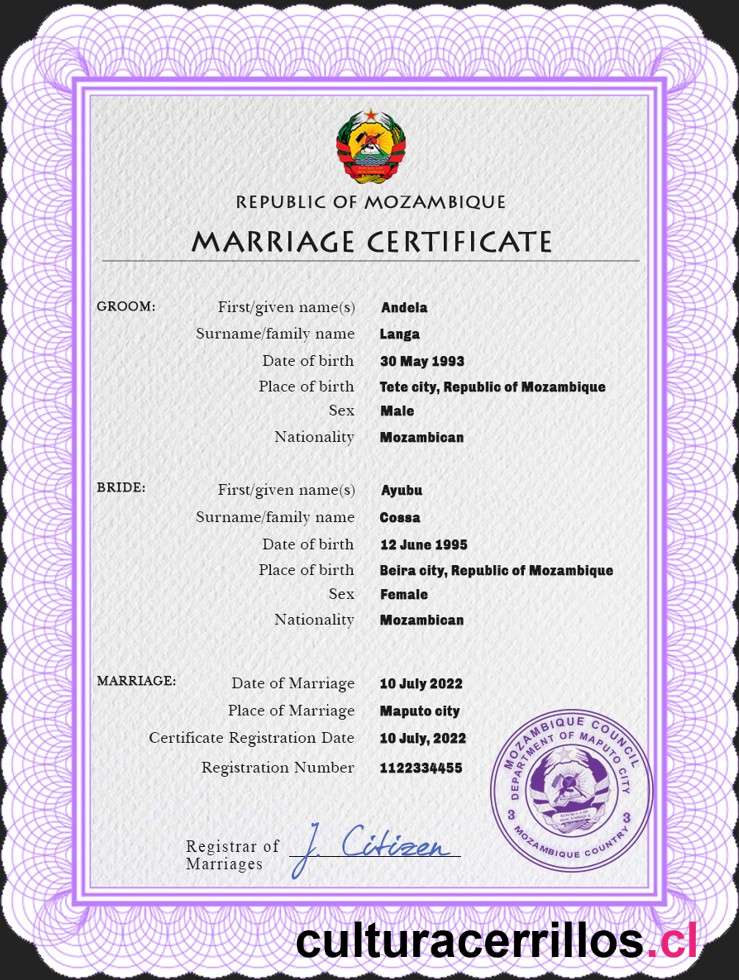 REPUBLIC OF MOZAMBIQUE
MARRIAGE CERTIFICATE
GROOM: First/given name(s) Andela
Surname/family name Langa
Date of birth 30 May 1993
Place of birth Tete city, Republic of Mozambique
Sex Male
Nationality Mozambican
BRIDE: First/given name(s) Ayubu
Surname/family name Cossa
Date of birth 12 June 1995
Place of birth Beira city, Republic of Mozambique
Sex Female
Nationality Mozambican
MARRIAGE: Date of Marriage 10 July 2022
Place of Marriage Maputo city
Certificate Registration Date 10 July, 2022
Registration Number 1122334455
MOZAMBIQUE COUNCIL
DEPARTMENT OF MAPUTO CITY
3 3
MOZAMBIQUE COUNTRY
Registrar of
Marriages
J. Citizen
culturacerrillos.cl